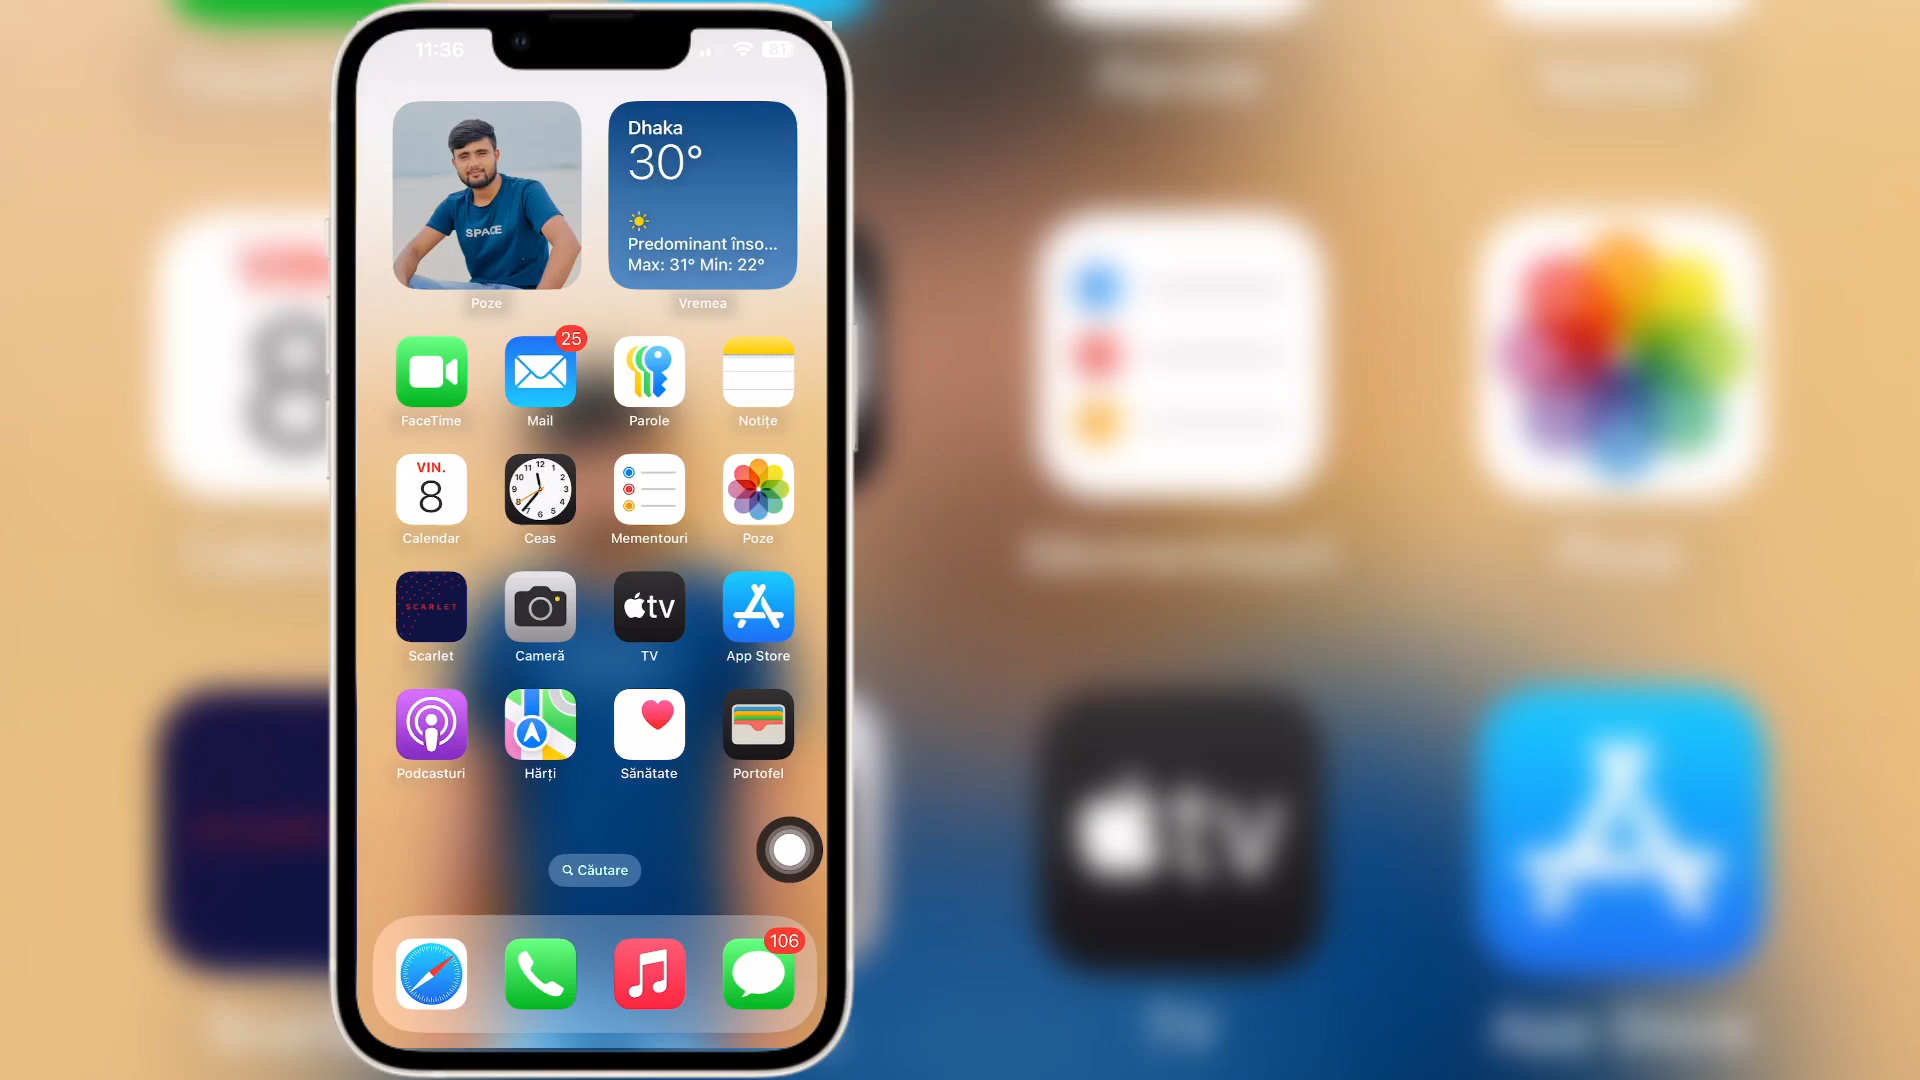 11:36
81
SPACE
Dhaka
30°
Predominant înso...
Max: 31° Min: 22°
Poze
Vremea
25
FaceTime
Mail
Parole
Notițe
VIN.
8
Calendar
Ceas
Mementouri
Poze
SCARLET
tv
Scarlet
Cameră
TV
App Store
Podcasturi
Hărți
Sănătate
Portofel
Căutare
106